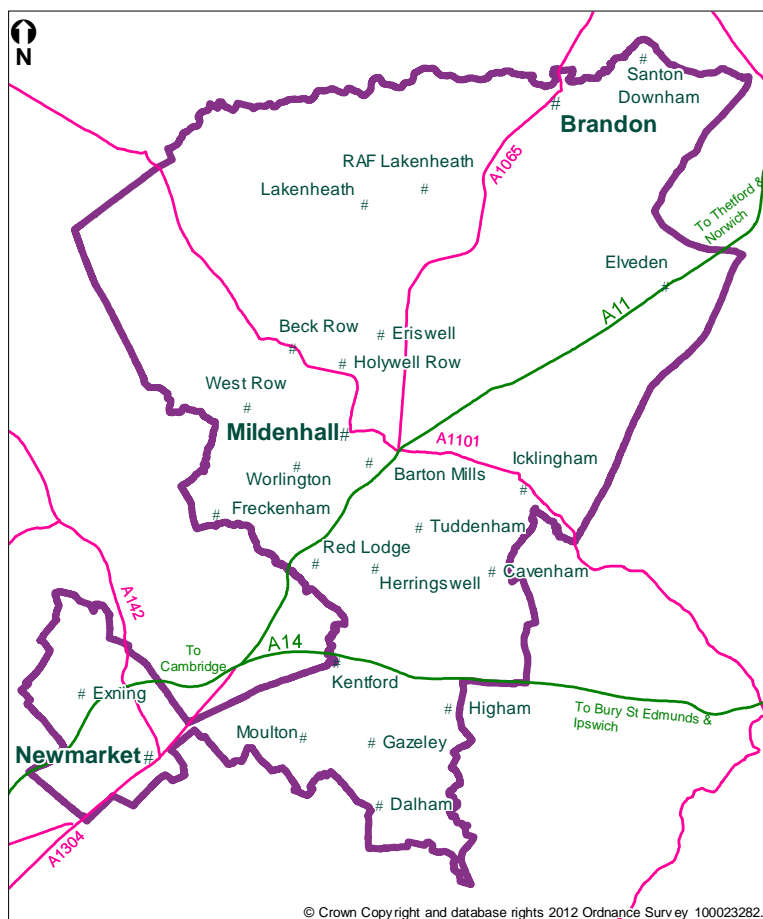 N
Santon
Downham
Brandon
RAF Lakenheath
A1065
Lakenheath
To Thetford &
Norwich
Elveden
A11
Beck Row
Eriswell
Holywell Row
West Row
Mildenhall
A1101
Icklingham
Barton Mills
Worlington
Freckenham
Tuddenham
Red Lodge
Herringswell
Cavenham
A142
To
Cambridge
A14
Kentford
Exning
Higham
To Bury St Edmunds &
Ipswich
Moulton
Gazeley
Newmarket
Dalham
A1304
© Crown Copyright and database rights 2012 Ordnance Survey 100023282.